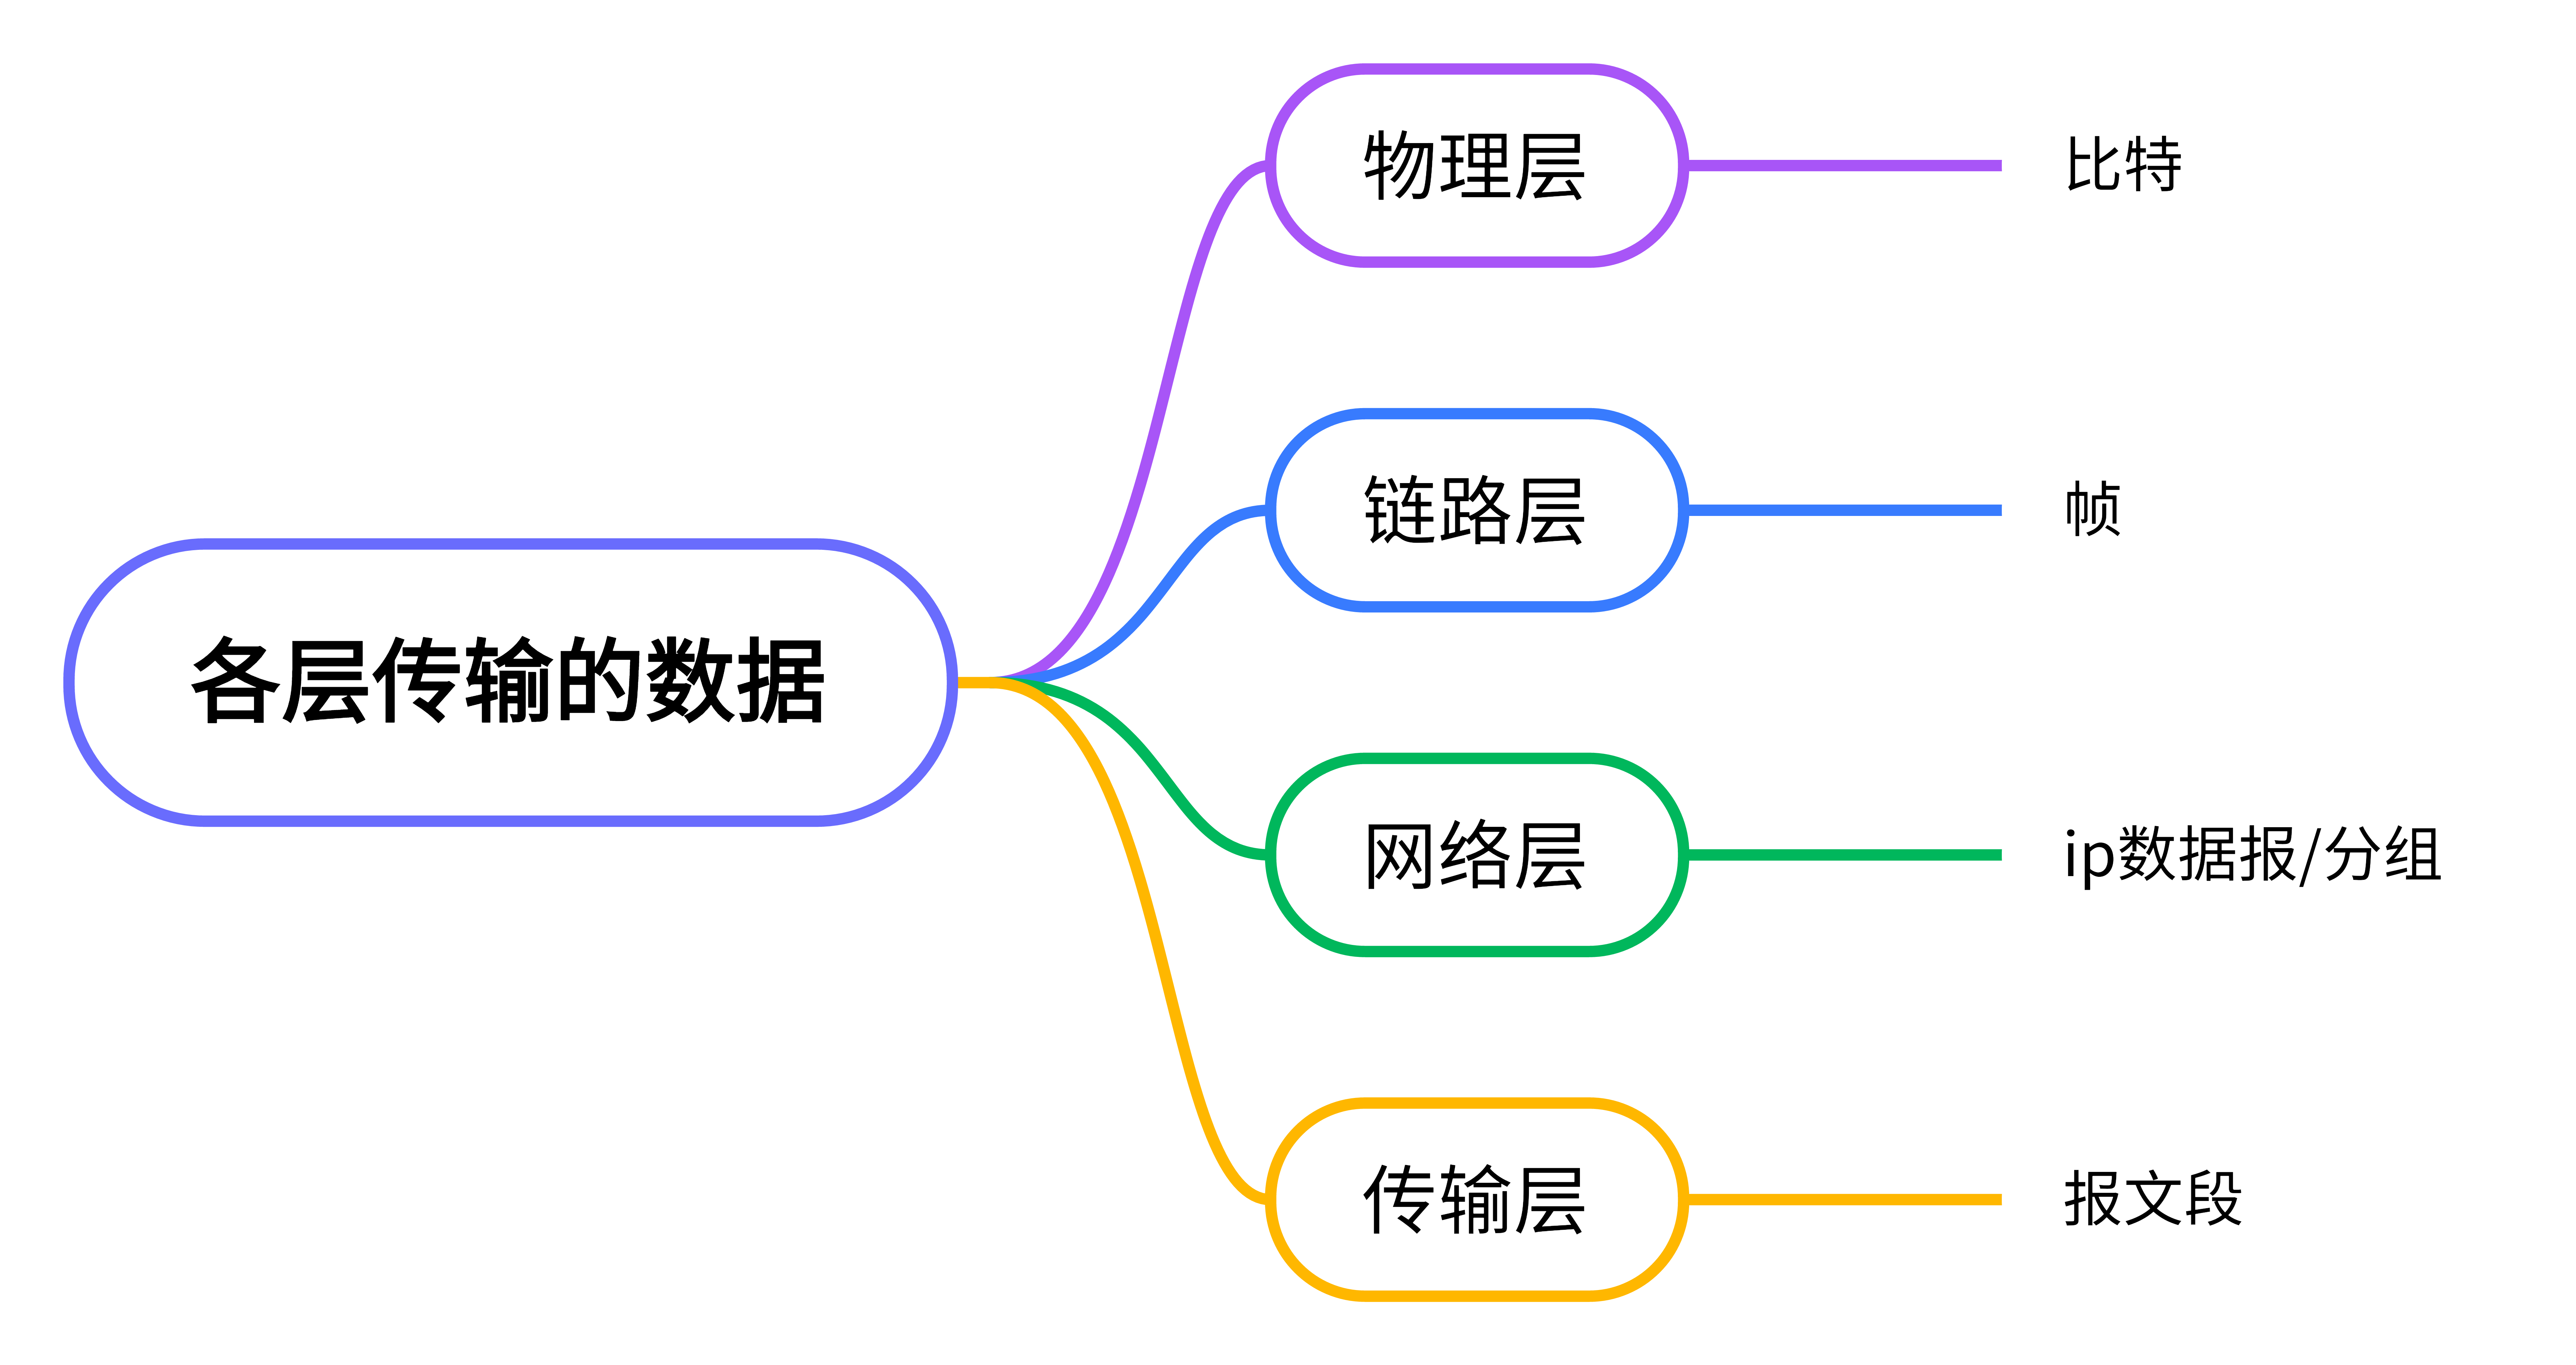 各层传输的数据
物理层
比特
链路层
帧
网络层
ip数据报/分组
传输层
报文段